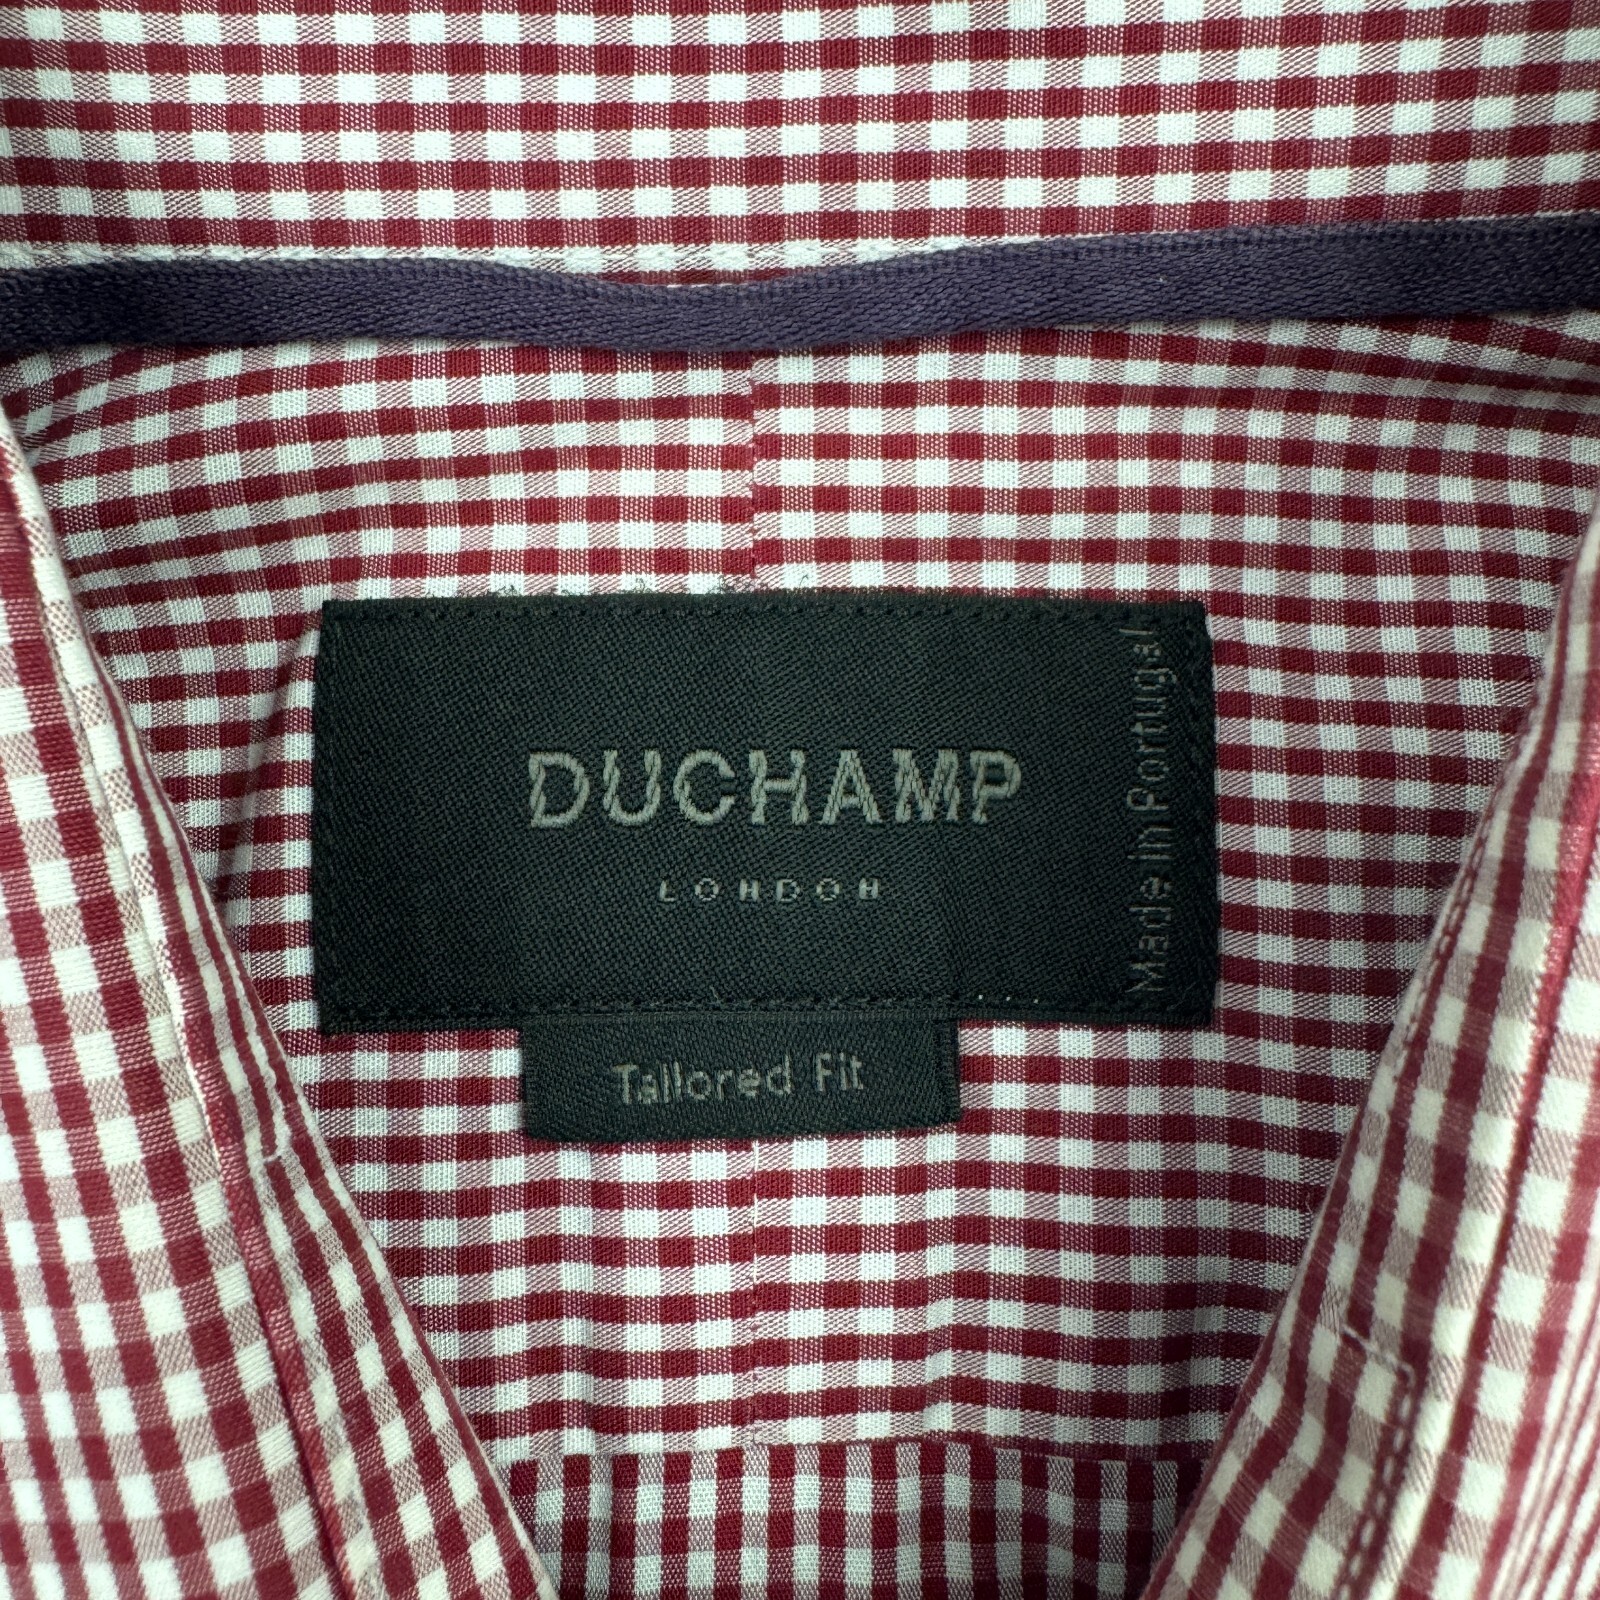 DUCHAMP
LONDON
Made in Portugal
Tailored Fit